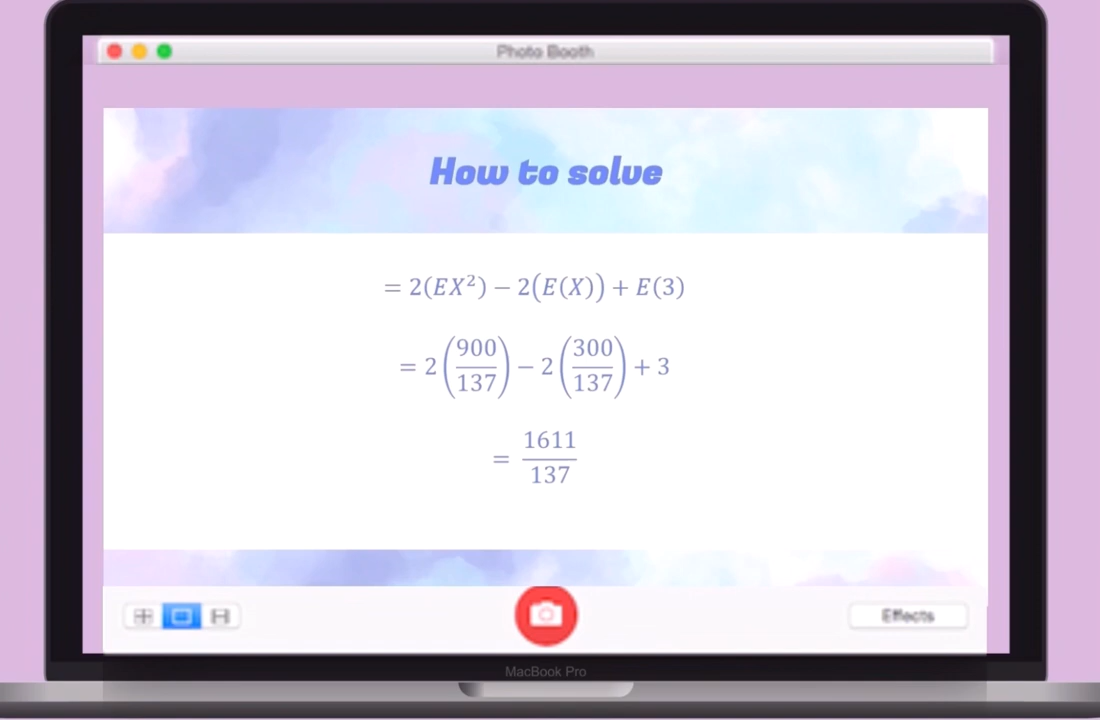 Photo Booth
How to solve
= 2(EX²) − 2(E(X)) + E(3)
= 2(900/137) − 2(300/137) + 3
= 1611/137
Effects
MacBook Pro